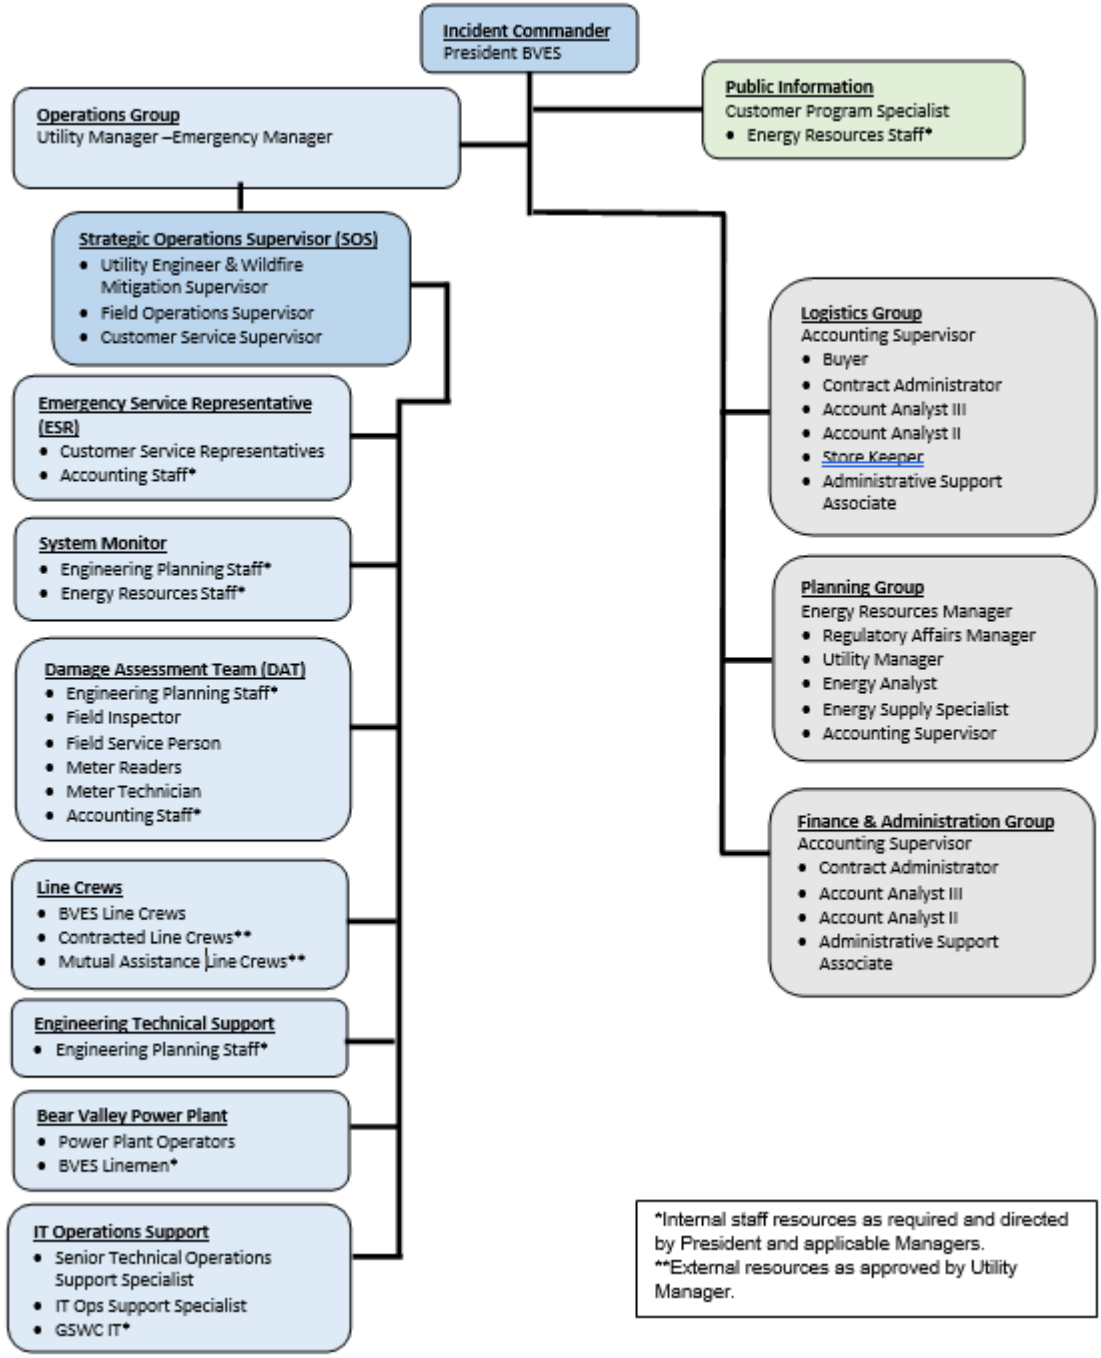 Incident Commander
President BVES
Public Information
Customer Program Specialist
• Energy Resources Staff*
Operations Group
Utility Manager –Emergency Manager
Strategic Operations Supervisor (SOS)
• Utility Engineer & Wildfire
Mitigation Supervisor
• Field Operations Supervisor
• Customer Service Supervisor
Emergency Service Representative
(ESR)
• Customer Service Representatives
• Accounting Staff*
System Monitor
• Engineering Planning Staff*
• Energy Resources Staff*
Damage Assessment Team (DAT)
• Engineering Planning Staff*
• Field Inspector
• Field Service Person
• Meter Readers
• Meter Technician
• Accounting Staff*
Line Crews
• BVES Line Crews
• Contracted Line Crews**
• Mutual Assistance Line Crews**
Engineering Technical Support
• Engineering Planning Staff*
Bear Valley Power Plant
• Power Plant Operators
• BVES Linemen*
IT Operations Support
• Senior Technical Operations
Support Specialist
• IT Ops Support Specialist
• GSWC IT*
Logistics Group
Accounting Supervisor
• Buyer
• Contract Administrator
• Account Analyst III
• Account Analyst II
• Store Keeper
• Administrative Support
Associate
Planning Group
Energy Resources Manager
• Regulatory Affairs Manager
• Utility Manager
• Energy Analyst
• Energy Supply Specialist
• Accounting Supervisor
Finance & Administration Group
Accounting Supervisor
• Contract Administrator
• Account Analyst III
• Account Analyst II
• Administrative Support
Associate
*Internal staff resources as required and directed
by President and applicable Managers.
**External resources as approved by Utility
Manager.